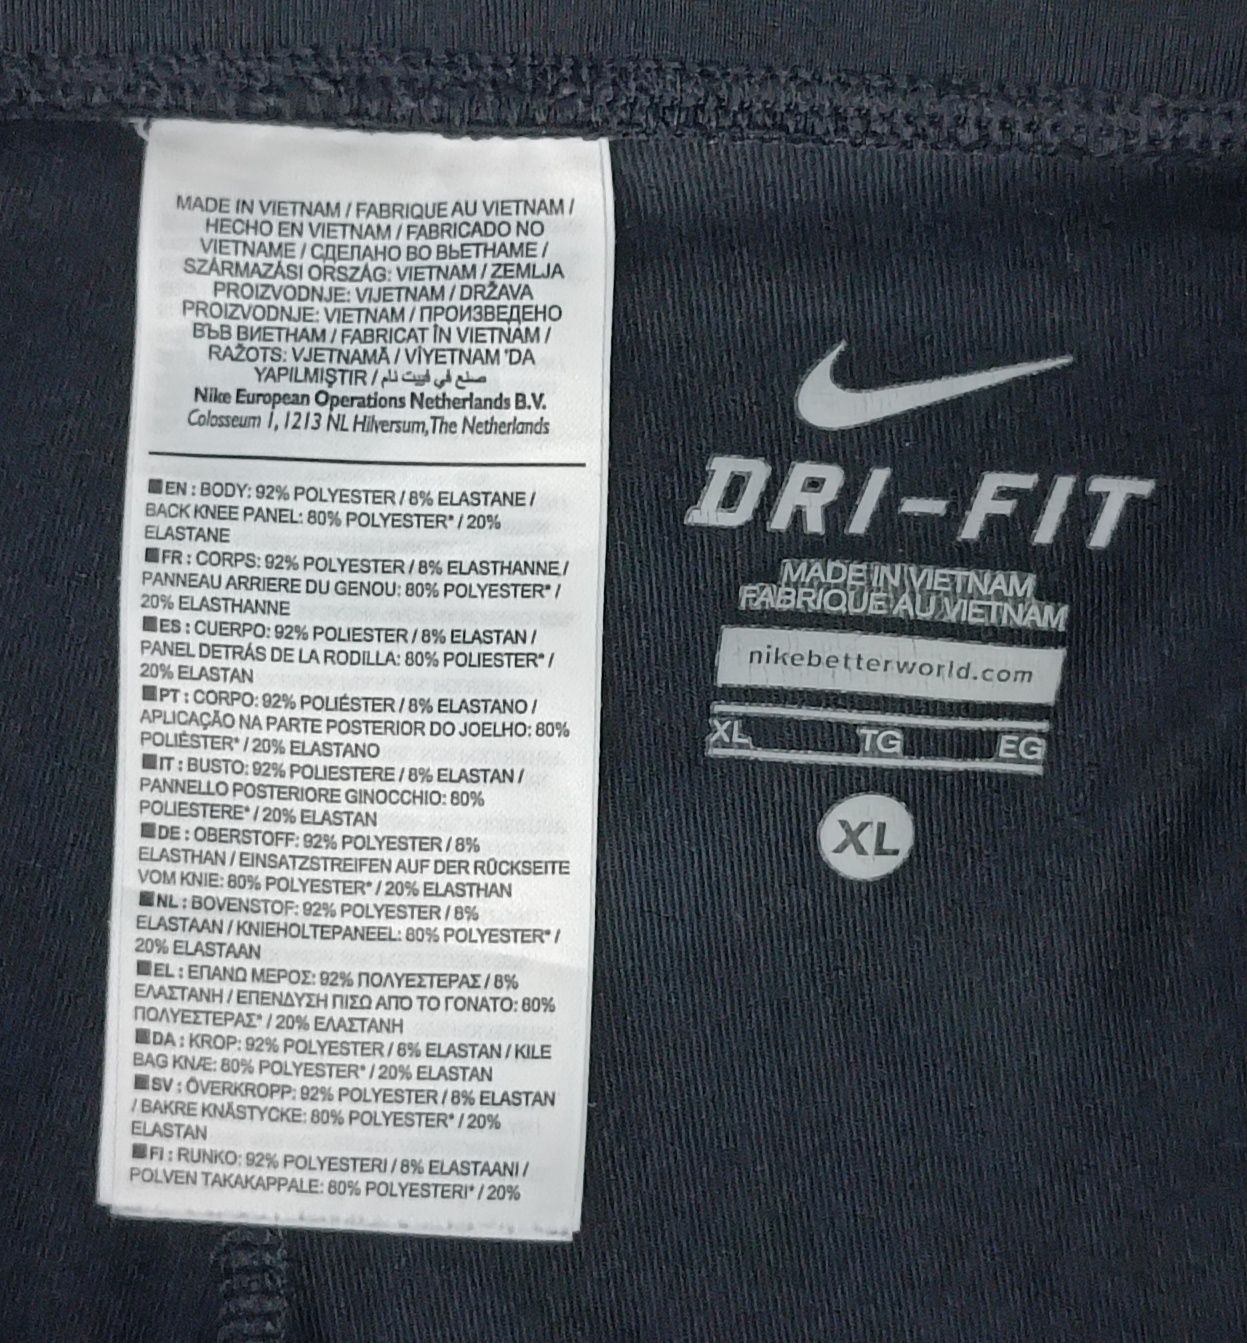 MADE IN VIETNAM / FABRIQUE AU VIETNAM /
HECHO EN VIETNAM / FABRICADO NO
VIETNAME / СДЕЛАНО ВО ВЬЕТНАМЕ /
SZÁRMAZÁSI ORSZÁG: VIETNAM / ZEMLJA
PROIZVODNJE: VIJETNAM / DRŽAVA
PROIZVODNJE: VIETNAM / ПРОИЗВЕДЕНО
ВЪВ ВИЕТНАМ / FABRICAT ÎN VIETNAM /
RAŽOTS: VJETNAMĀ / VİYETNAM 'DA
YAPILMIŞTIR / صنع في فييت نام
Nike European Operations Netherlands B.V.
Colosseum 1, 1213 NL Hilversum, The Netherlands
EN : BODY: 92% POLYESTER / 8% ELASTANE /
BACK KNEE PANEL: 80% POLYESTER* / 20%
ELASTANE
FR : CORPS: 92% POLYESTER / 8% ELASTHANNE /
PANNEAU ARRIERE DU GENOU: 80% POLYESTER* /
20% ELASTHANNE
ES : CUERPO: 92% POLIESTER / 8% ELASTAN /
PANEL DETRÁS DE LA RODILLA: 80% POLIESTER* /
20% ELASTAN
PT : CORPO: 92% POLIÉSTER / 8% ELASTANO /
APLICAÇÃO NA PARTE POSTERIOR DO JOELHO: 80%
POLIÉSTER* / 20% ELASTANO
IT : BUSTO: 92% POLIESTERE / 8% ELASTAN /
PANNELLO POSTERIORE GINOCCHIO: 80%
POLIESTERE* / 20% ELASTAN
DE : OBERSTOFF: 92% POLYESTER / 8%
ELASTHAN / EINSATZSTREIFEN AUF DER RÜCKSEITE
VOM KNIE: 80% POLYESTER* / 20% ELASTHAN
NL : BOVENSTOF: 92% POLYESTER / 8%
ELASTAAN / KNIEHOLTEPANEEL: 80% POLYESTER* /
20% ELASTAAN
EL : ΕΠΑΝΩ ΜΕΡΟΣ: 92% ΠΟΛΥΕΣΤΕΡΑΣ / 8%
ΕΛΑΣΤΑΝΗ / ΕΠΕΝΔΥΣΗ ΠΙΣΩ ΑΠΟ ΤΟ ΓΟΝΑΤΟ: 80%
ΠΟΛΥΕΣΤΕΡΑΣ* / 20% ΕΛΑΣΤΑΝΗ
DA : KROP: 92% POLYESTER / 8% ELASTAN / KILE
BAG KNÆ: 80% POLYESTER* / 20% ELASTAN
SV : ÖVERKROPP: 92% POLYESTER / 8% ELASTAN
/ BAKRE KNÄSTYCKE: 80% POLYESTER* / 20%
ELASTAN
FI : RUNKO: 92% POLYESTERI / 8% ELASTAANI /
POLVEN TAKAKAPPALE: 80% POLYESTERI* / 20%
DRI-FIT
MADE IN VIETNAM
FABRIQUE AU VIETNAM
nikebetterworld.com
XL TG EG
XL